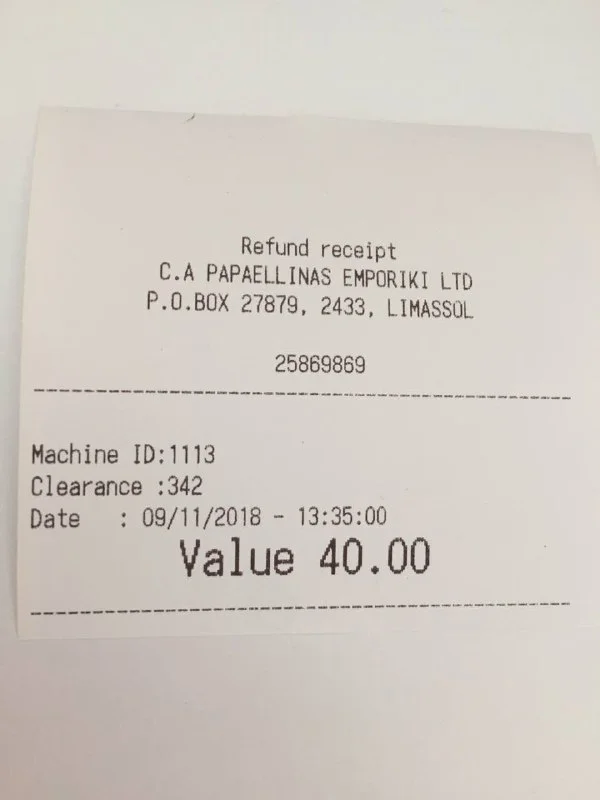 Refund receipt
C.A PAPAELLINAS EMPORIKI LTD
P.O.BOX 27879, 2433, LIMASSOL
25869869
Machine ID:1113
Clearance :342
Date : 09/11/2018 - 13:35:00
Value 40.00